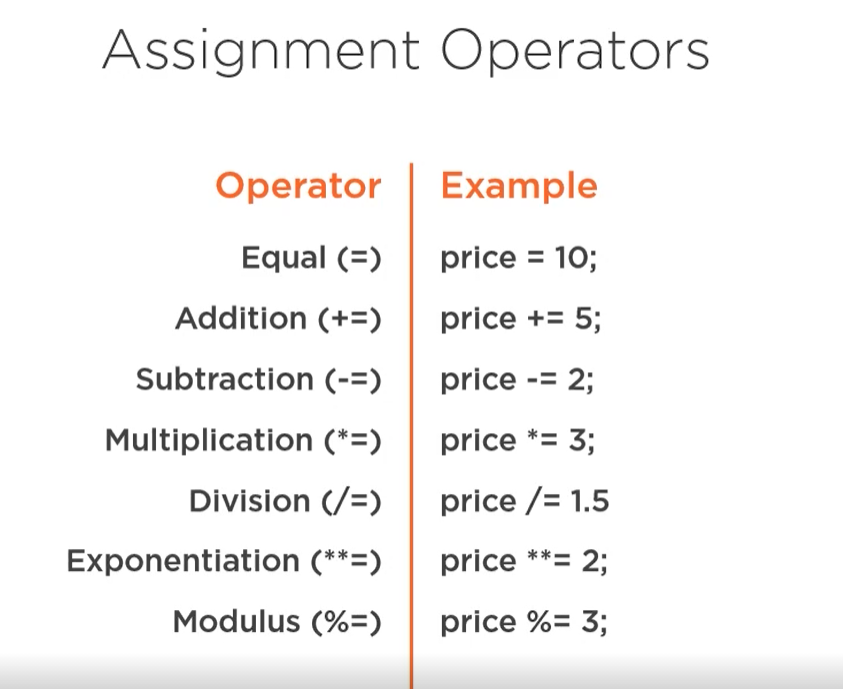 Assignment Operators
Operator Example
Equal (=) price = 10;
Addition (+=) price += 5;
Subtraction (-=) price -= 2;
Multiplication (*=) price *= 3;
Division (/=) price /= 1.5
Exponentiation (**=) price **= 2;
Modulus (%=) price %= 3;